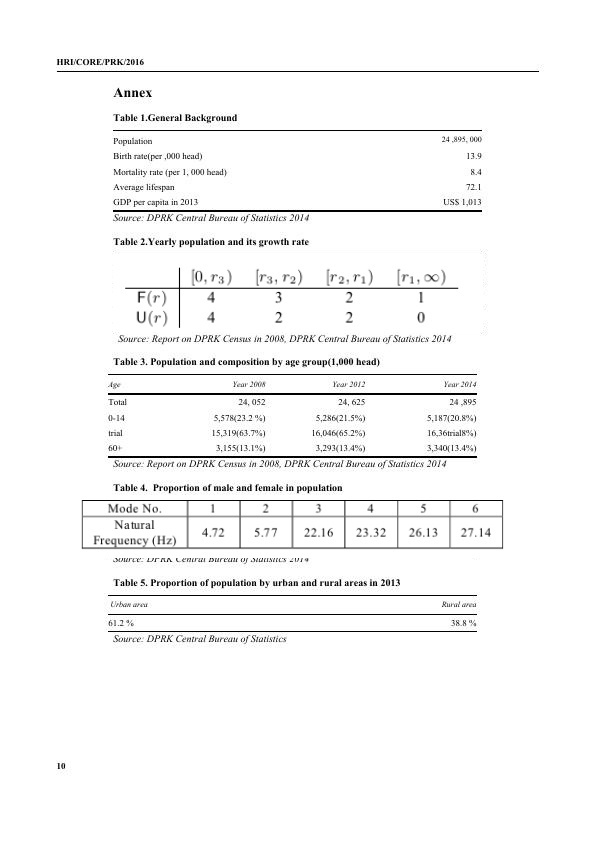 HRI/CORE/PRK/2016
Annex
Table 1.General Background
Population 24 ,895, 000
Birth rate(per ,000 head) 13.9
Mortality rate (per 1, 000 head) 8.4
Average lifespan 72.1
GDP per capita in 2013 US$ 1,013
Source: DPRK Central Bureau of Statistics 2014
Table 2.Yearly population and its growth rate
[0, r₃) [r₃, r₂) [r₂, r₁) [r₁, ∞)
F(r) 4 3 2 1
U(r) 4 2 2 0
Source: Report on DPRK Census in 2008, DPRK Central Bureau of Statistics 2014
Table 3. Population and composition by age group(1,000 head)
Age Year 2008 Year 2012 Year 2014
Total 24, 052 24, 625 24 ,895
0-14 5,578(23.2 %) 5,286(21.5%) 5,187(20.8%)
trial 15,319(63.7%) 16,046(65.2%) 16,36trial8%)
60+ 3,155(13.1%) 3,293(13.4%) 3,340(13.4%)
Source: Report on DPRK Census in 2008, DPRK Central Bureau of Statistics 2014
Table 4. Proportion of male and female in population
Mode No. 1 2 3 4 5 6
Natural
Frequency (Hz) 4.72 5.77 22.16 23.32 26.13 27.14
Source: DPRK Central Bureau of Statistics 2014
Table 5. Proportion of population by urban and rural areas in 2013
Urban area Rural area
61.2 % 38.8 %
Source: DPRK Central Bureau of Statistics
10